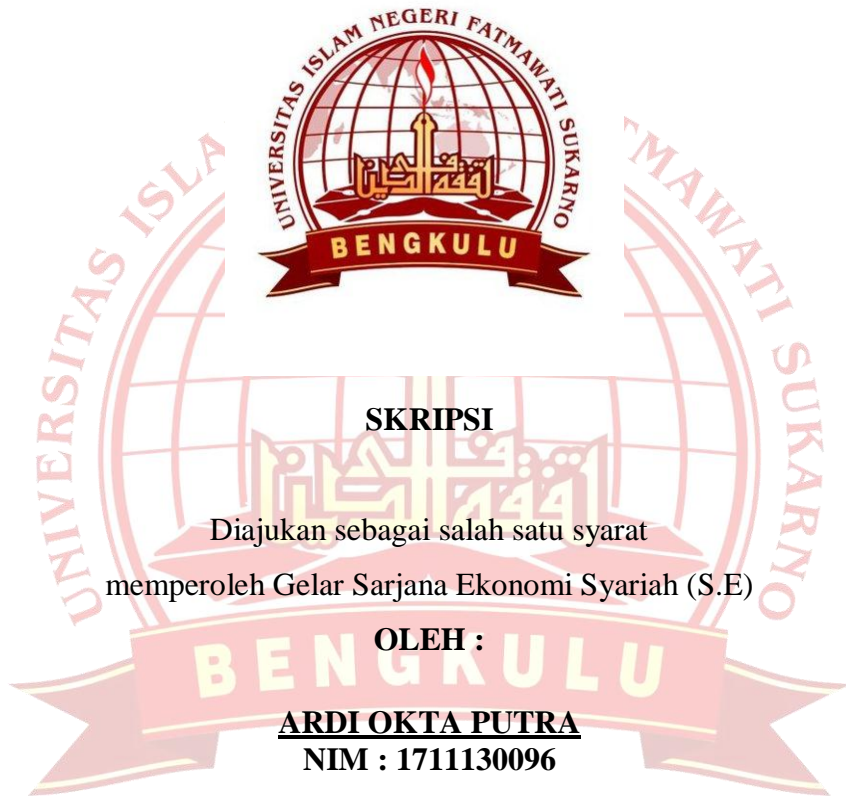 UNIVERSITAS ISLAM NEGERI FATMAWATI SUKARNO
BENGKULU
SKRIPSI
Diajukan sebagai salah satu syarat
memperoleh Gelar Sarjana Ekonomi Syariah (S.E)
OLEH :
ARDI OKTA PUTRA
NIM : 1711130096